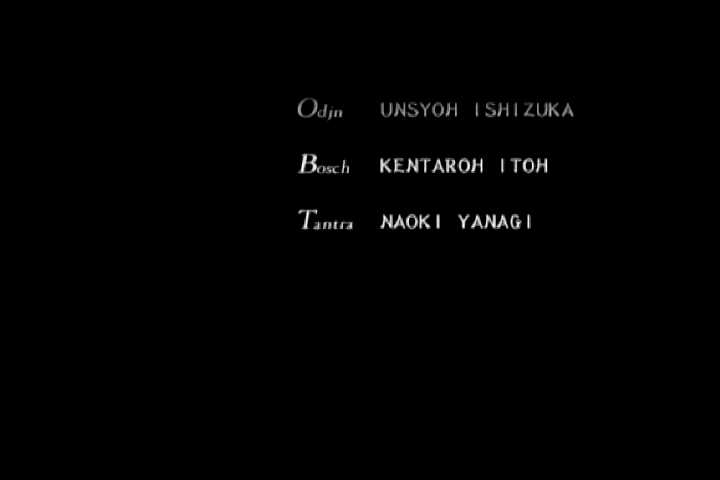 Odjn UNSYOH ISHIZUKA
Bosch KENTAROH ITOH
Tantra NAOKI YANAGI